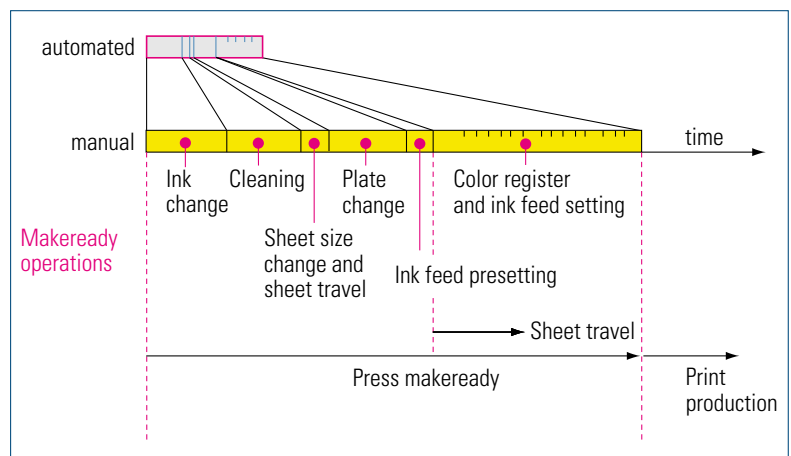 automated
manual
time
Ink
change
Cleaning
Sheet size
change and
sheet travel
Plate
change
Ink feed presetting
Color register
and ink feed setting
Makeready
operations
Sheet travel
Press makeready
Print
production